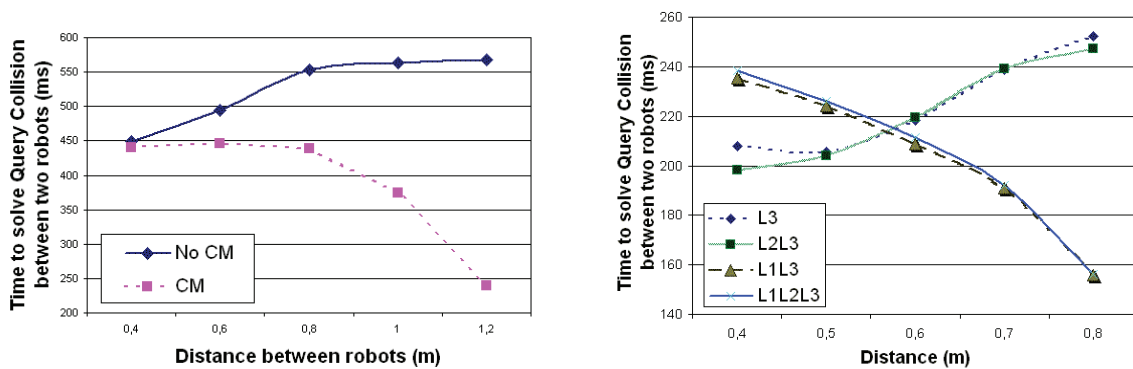 Time to solve Query Collision
between two robots (ms)
600
550
500
450
400
350
300
250
200
No CM
CM
0,4 0,6 0,8 1 1,2
Distance between robots (m)
Time to solve Query Collision
between two robots (ms)
260
240
220
200
180
160
140
L3
L2L3
L1L3
L1L2L3
0,4 0,5 0,6 0,7 0,8
Distance (m)